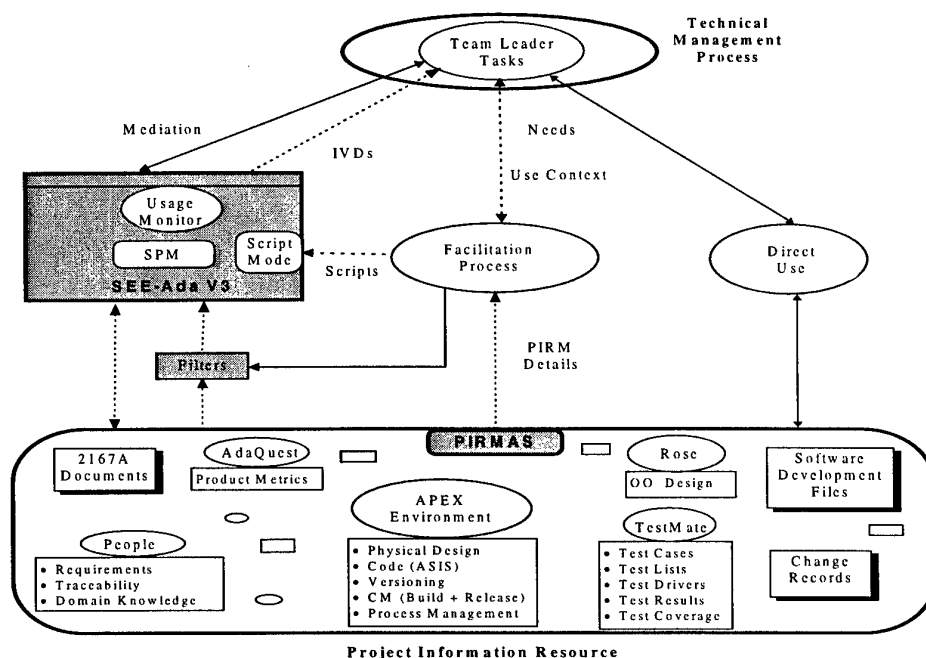 Technical
Management
Process
Team Leader
Tasks
Mediation
IVDs
Needs
Use Context
Usage
Monitor
SPM
Script
Mode
SEE-Ada V3
Scripts
Facilitation
Process
Direct
Use
Filters
PIRM
Details
PIRMAS
2167A
Documents
AdaQuest
Product Metrics
APEX
Environment
• Physical Design
• Code (ASIS)
• Versioning
• CM (Build + Release)
• Process Management
People
• Requirements
• Traceability
• Domain Knowledge
Rose
OO Design
TestMate
• Test Cases
• Test Lists
• Test Drivers
• Test Results
• Test Coverage
Software
Development
Files
Change
Records
Project Information Resource